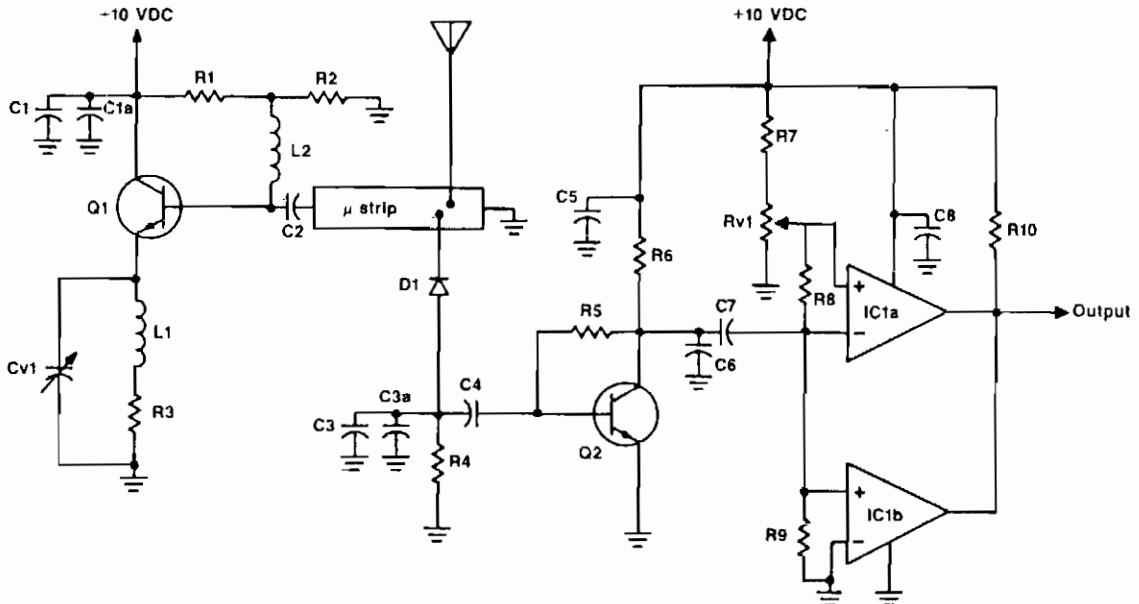 −10 VDC
+10 VDC
C1
C1a
R1
R2
L2
Q1
C2
µ strip
D1
L1
Cv1
R3
C3
C3a
C4
R4
C5
R6
R5
C7
C6
Q2
R7
Rv1
R8
C8
R10
+
IC1a
−
Output
+
IC1b
−
R9